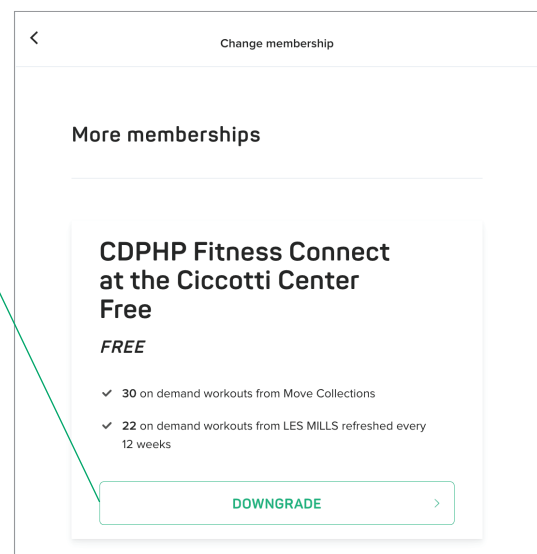 Change membership
More memberships
CDPHP Fitness Connect
at the Ciccotti Center
Free
FREE
30 on demand workouts from Move Collections
22 on demand workouts from LES MILLS refreshed every
12 weeks
DOWNGRADE